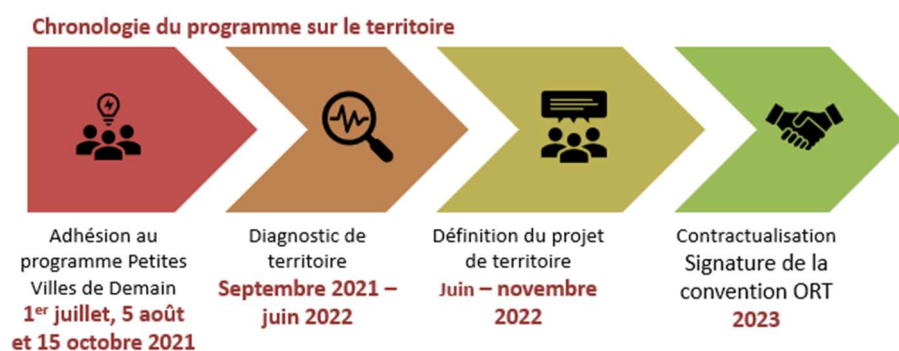 Chronologie du programme sur le territoire
Adhésion au
programme Petites
Villes de Demain
1er juillet, 5 août
et 15 octobre 2021
Diagnostic de
territoire
Septembre 2021 –
juin 2022
Définition du projet
de territoire
Juin – novembre
2022
Contractualisation
Signature de la
convention ORT
2023